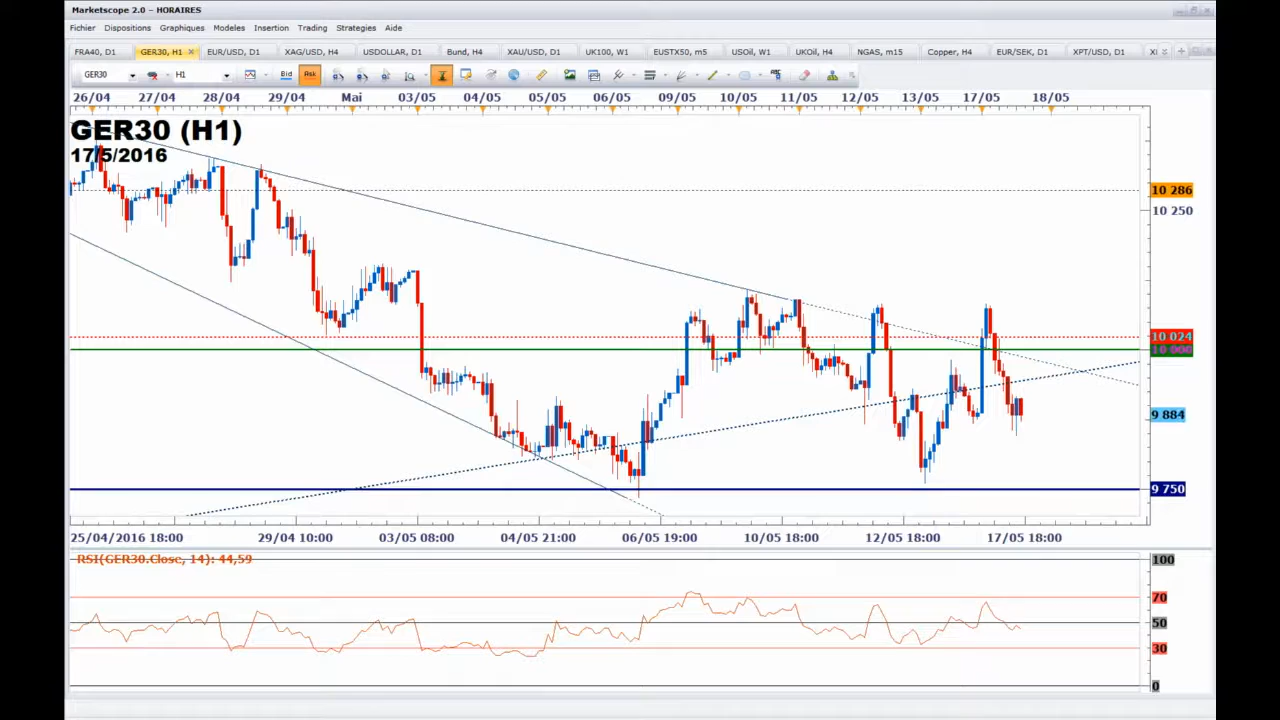 Marketscope 2.0 – HORAIRES
Fichier Dispositions Graphiques Modeles Insertion Trading Strategies Aide
FRA40, D1 GER30, H1 EUR/USD, D1 XAG/USD, H4 USDOLLAR, D1 Bund, H4 XAU/USD, D1 UK100, W1 EUSTX50, m5 USOil, W1 UKOil, H4 NGAS, m15 Copper, H4 EUR/SEK, D1 XPT/USD, D1
GER30 H1 Bid Ask
26/04 27/04 28/04 29/04 Mai 03/05 04/05 05/05 06/05 09/05 10/05 11/05 12/05 13/05 17/05 18/05
GER30 (H1)
17/5/2016
10 286
10 250
10 024
10 000
9 884
9 750
25/04/2016 18:00 29/04 10:00 03/05 08:00 04/05 21:00 06/05 19:00 10/05 18:00 12/05 18:00 17/05 18:00
RSI(GER30.Close, 14): 44,59
100
70
50
30
0